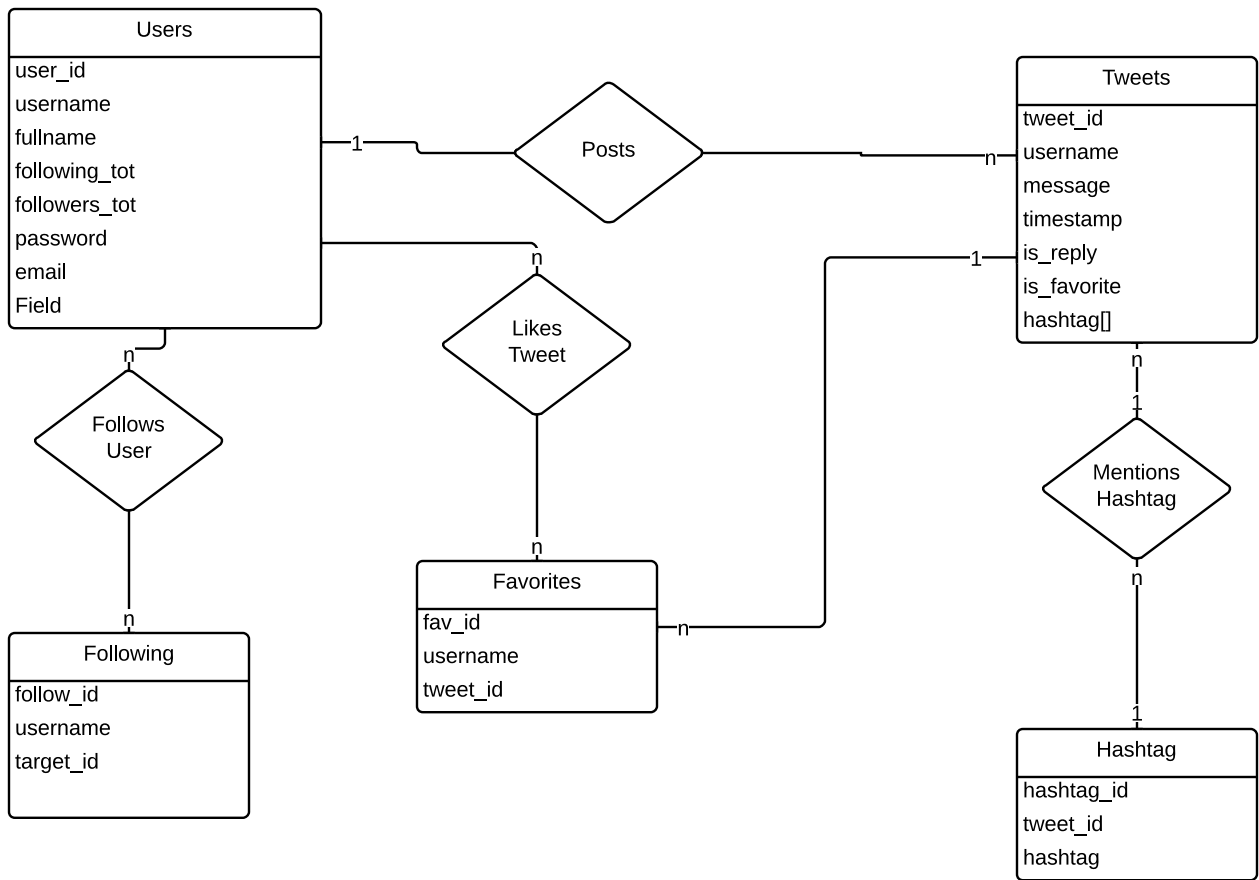 Users
user_id
username
fullname
following_tot
followers_tot
password
email
Field
1
Posts
n
Tweets
tweet_id
username
message
timestamp
is_reply
is_favorite
hashtag[]
n
Likes
Tweet
n
1
n
n
Follows
User
n
Following
follow_id
username
target_id
Favorites
fav_id
username
tweet_id
n
1
Mentions
Hashtag
n
1
Hashtag
hashtag_id
tweet_id
hashtag